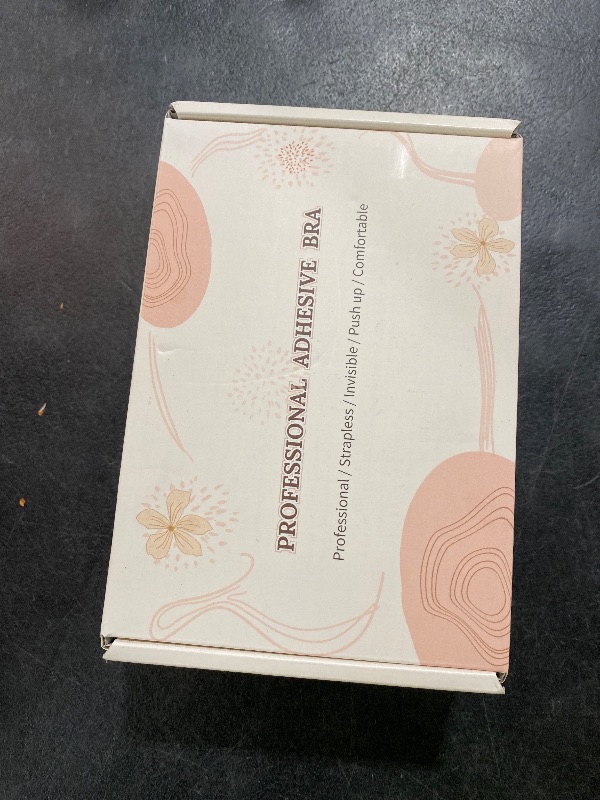 PROFESSIONAL ADHESIVE BRA
Professional / Strapless / Invisible / Push up / Comfortable